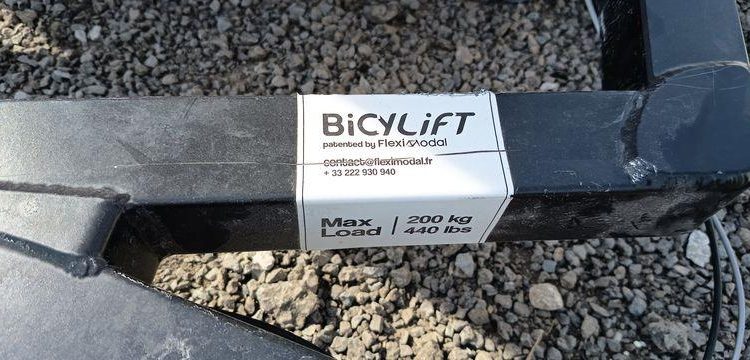 BiCYLiFT
patented by FlexiModal
contact@fleximodal.fr
+ 33 222 930 940
Max Load | 200 kg
440 lbs